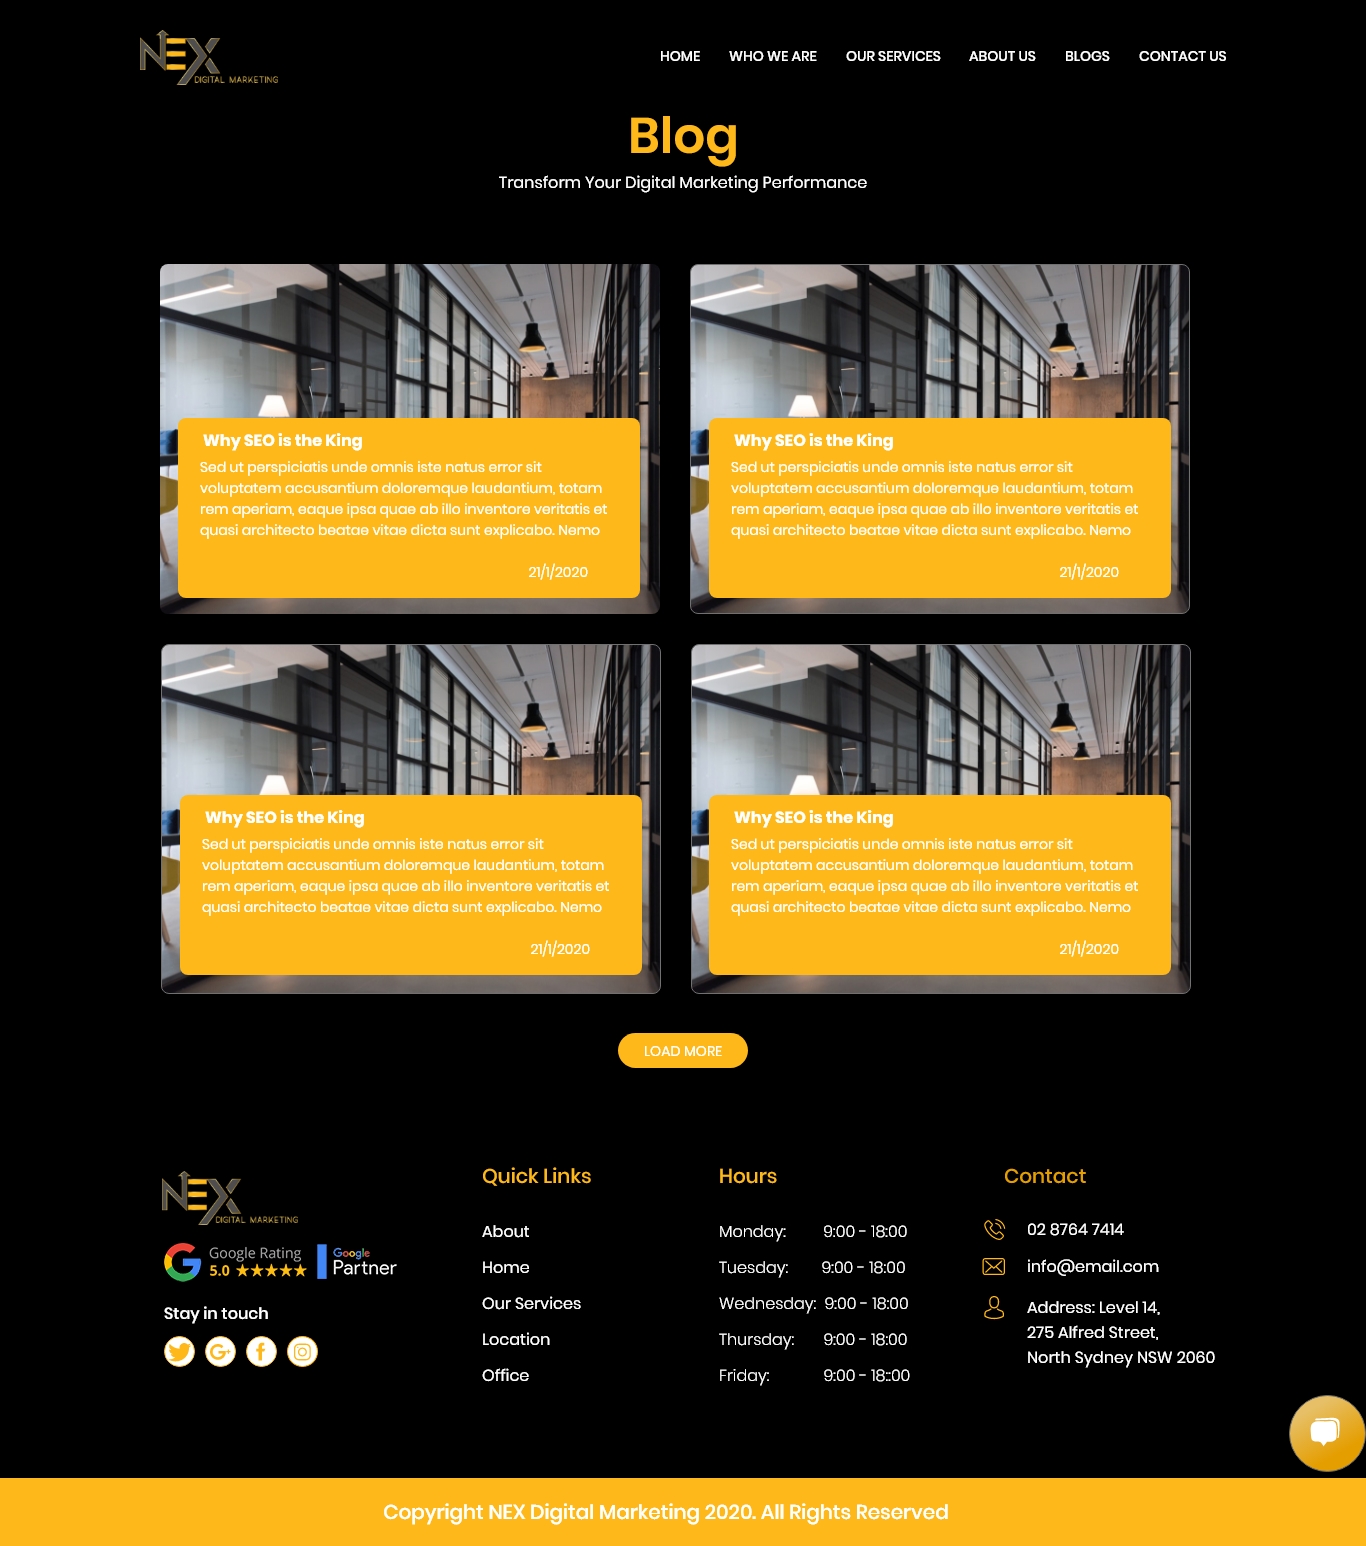 NEX
DIGITAL MARKETING
HOME WHO WE ARE OUR SERVICES ABOUT US BLOGS CONTACT US
Blog
Transform Your Digital Marketing Performance
Why SEO is the King
Sed ut perspiciatis unde omnis iste natus error sit
voluptatem accusantium doloremque laudantium, totam
rem aperiam, eaque ipsa quae ab illo inventore veritatis et
quasi architecto beatae vitae dicta sunt explicabo. Nemo
21/1/2020
Why SEO is the King
Sed ut perspiciatis unde omnis iste natus error sit
voluptatem accusantium doloremque laudantium, totam
rem aperiam, eaque ipsa quae ab illo inventore veritatis et
quasi architecto beatae vitae dicta sunt explicabo. Nemo
21/1/2020
Why SEO is the King
Sed ut perspiciatis unde omnis iste natus error sit
voluptatem accusantium doloremque laudantium, totam
rem aperiam, eaque ipsa quae ab illo inventore veritatis et
quasi architecto beatae vitae dicta sunt explicabo. Nemo
21/1/2020
Why SEO is the King
Sed ut perspiciatis unde omnis iste natus error sit
voluptatem accusantium doloremque laudantium, totam
rem aperiam, eaque ipsa quae ab illo inventore veritatis et
quasi architecto beatae vitae dicta sunt explicabo. Nemo
21/1/2020
LOAD MORE
NEX
DIGITAL MARKETING
Google Rating
5.0 ★★★★★
Google
Partner
Stay in touch
Quick Links
About
Home
Our Services
Location
Office
Hours
Monday: 9:00 - 18:00
Tuesday: 9:00 - 18:00
Wednesday: 9:00 - 18:00
Thursday: 9:00 - 18:00
Friday: 9:00 - 18::00
Contact
02 8764 7414
info@email.com
Address: Level 14,
275 Alfred Street,
North Sydney NSW 2060
Copyright NEX Digital Marketing 2020. All Rights Reserved